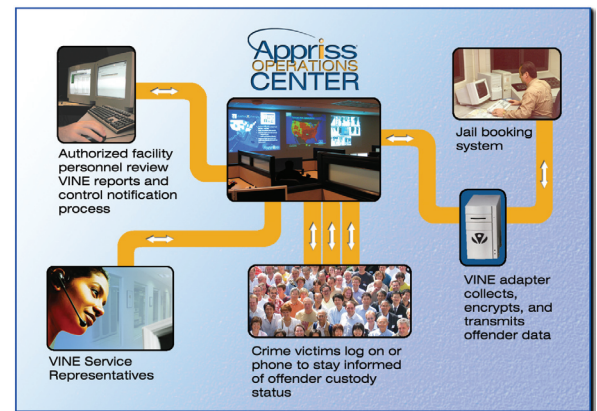 Appriss
OPERATIONS
CENTER
Authorized facility
personnel review
VINE reports and
control notification
process
Jail booking
system
VINE adapter
collects,
encrypts, and
transmits
offender data
VINE Service
Representatives
Crime victims log on or
phone to stay informed
of offender custody
status